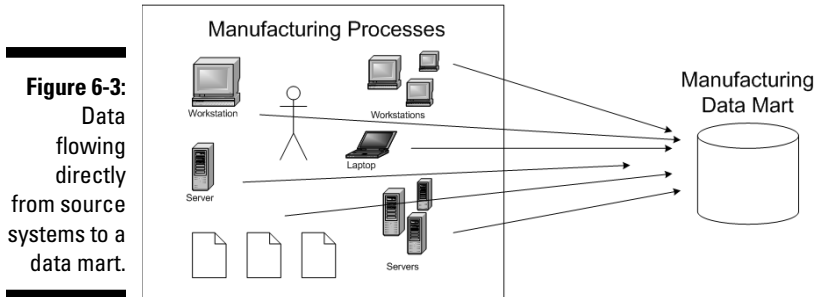 Figure 6-3:
Data
flowing
directly
from source
systems to a
data mart.
Manufacturing Processes
Workstation
Workstations
Laptop
Server
Servers
Manufacturing
Data Mart